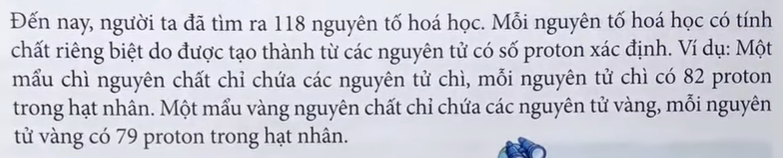 Đến nay, người ta đã tìm ra 118 nguyên tố hoá học. Mỗi nguyên tố hoá học có tính
chất riêng biệt do được tạo thành từ các nguyên tử có số proton xác định. Ví dụ: Một
mẩu chì nguyên chất chỉ chứa các nguyên tử chì, mỗi nguyên tử chì có 82 proton
trong hạt nhân. Một mẩu vàng nguyên chất chỉ chứa các nguyên tử vàng, mỗi nguyên
tử vàng có 79 proton trong hạt nhân.